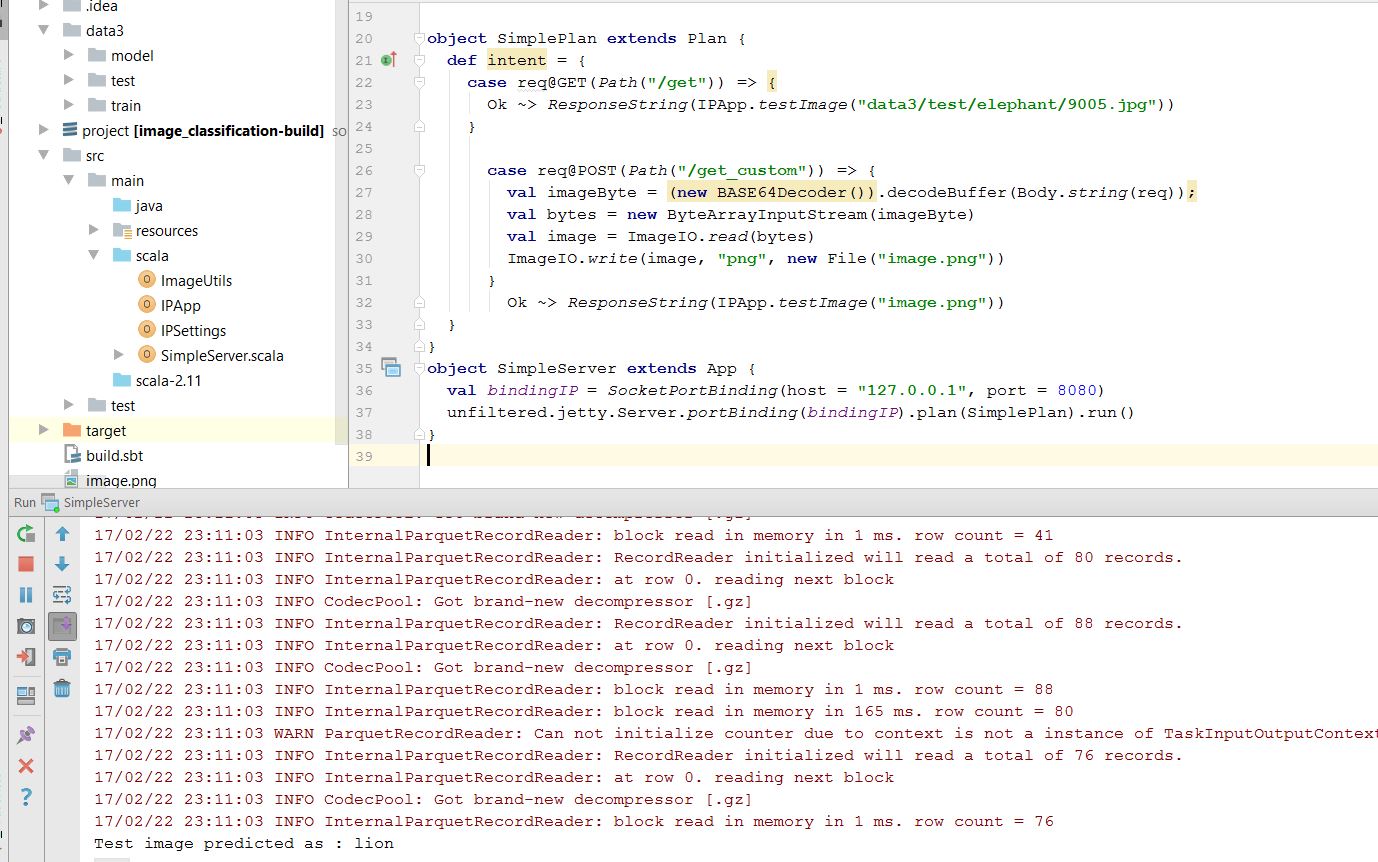 .idea
data3
model
test
train
project [image_classification-build] so
src
main
java
resources
scala
ImageUtils
IPApp
IPSettings
SimpleServer.scala
scala-2.11
test
target
build.sbt
image.png
19
20 object SimplePlan extends Plan {
21 def intent = {
22 case req@GET(Path("/get")) => {
23 Ok ~> ResponseString(IPApp.testImage("data3/test/elephant/9005.jpg"))
24 }
25
26 case req@POST(Path("/get_custom")) => {
27 val imageByte = (new BASE64Decoder()).decodeBuffer(Body.string(req));
28 val bytes = new ByteArrayInputStream(imageByte)
29 val image = ImageIO.read(bytes)
30 ImageIO.write(image, "png", new File("image.png"))
31 }
32 Ok ~> ResponseString(IPApp.testImage("image.png"))
33 }
34 }
35 object SimpleServer extends App {
36 val bindingIP = SocketPortBinding(host = "127.0.0.1", port = 8080)
37 unfiltered.jetty.Server.portBinding(bindingIP).plan(SimplePlan).run()
38 }
39
Run SimpleServer
17/02/22 23:11:03 INFO CodecPool: Got brand-new decompressor [.gz]
17/02/22 23:11:03 INFO InternalParquetRecordReader: block read in memory in 1 ms. row count = 41
17/02/22 23:11:03 INFO InternalParquetRecordReader: RecordReader initialized will read a total of 80 records.
17/02/22 23:11:03 INFO InternalParquetRecordReader: at row 0. reading next block
17/02/22 23:11:03 INFO CodecPool: Got brand-new decompressor [.gz]
17/02/22 23:11:03 INFO InternalParquetRecordReader: RecordReader initialized will read a total of 88 records.
17/02/22 23:11:03 INFO InternalParquetRecordReader: at row 0. reading next block
17/02/22 23:11:03 INFO CodecPool: Got brand-new decompressor [.gz]
17/02/22 23:11:03 INFO InternalParquetRecordReader: block read in memory in 1 ms. row count = 88
17/02/22 23:11:03 INFO InternalParquetRecordReader: block read in memory in 165 ms. row count = 80
17/02/22 23:11:03 WARN ParquetRecordReader: Can not initialize counter due to context is not a instance of TaskInputOutputContext
17/02/22 23:11:03 INFO InternalParquetRecordReader: RecordReader initialized will read a total of 76 records.
17/02/22 23:11:03 INFO InternalParquetRecordReader: at row 0. reading next block
17/02/22 23:11:03 INFO CodecPool: Got brand-new decompressor [.gz]
17/02/22 23:11:03 INFO InternalParquetRecordReader: block read in memory in 1 ms. row count = 76
Test image predicted as : lion